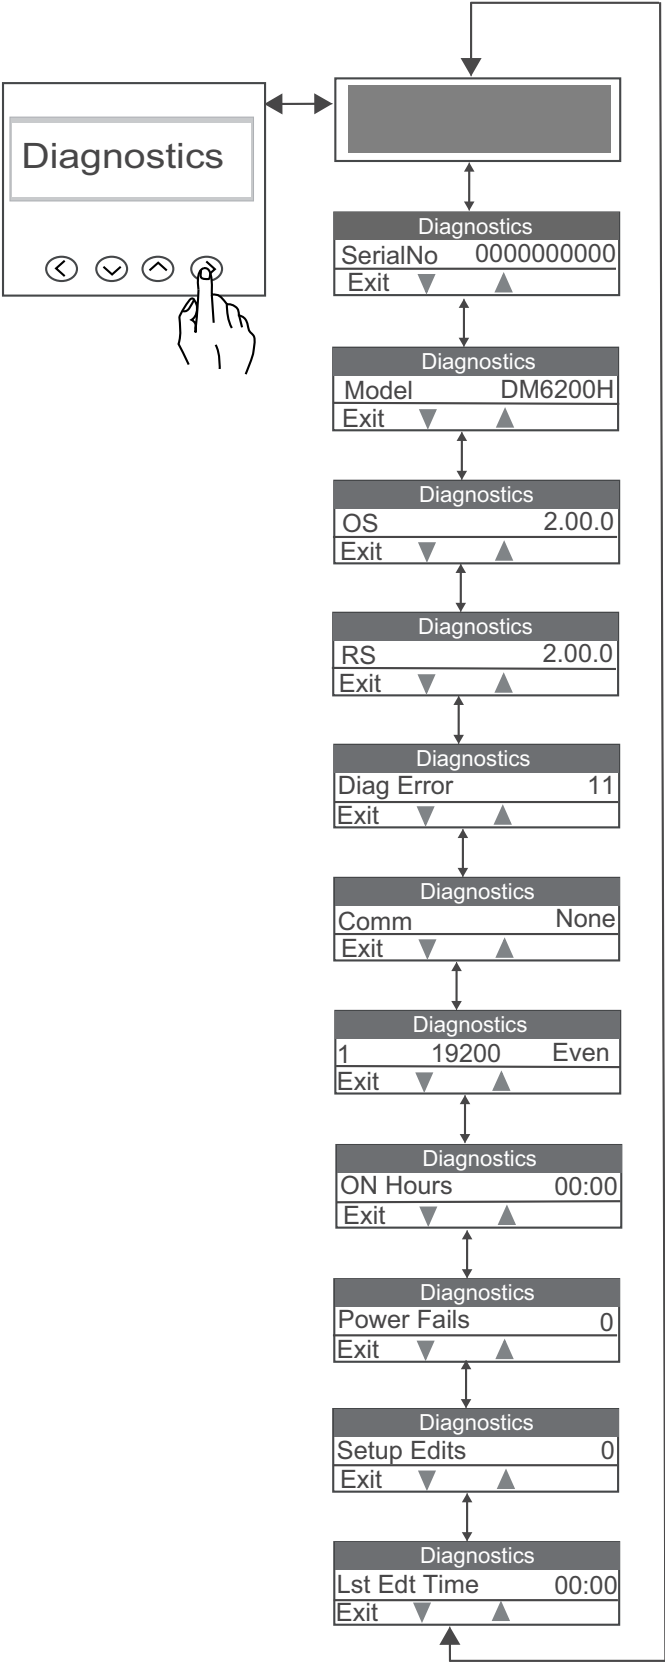 Diagnostics
Diagnostics
SerialNo 0000000000
Exit
Diagnostics
Model DM6200H
Exit
Diagnostics
OS 2.00.0
Exit
Diagnostics
RS 2.00.0
Exit
Diagnostics
Diag Error 11
Exit
Diagnostics
Comm None
Exit
Diagnostics
1 19200 Even
Exit
Diagnostics
ON Hours 00:00
Exit
Diagnostics
Power Fails 0
Exit
Diagnostics
Setup Edits 0
Exit
Diagnostics
Lst Edt Time 00:00
Exit